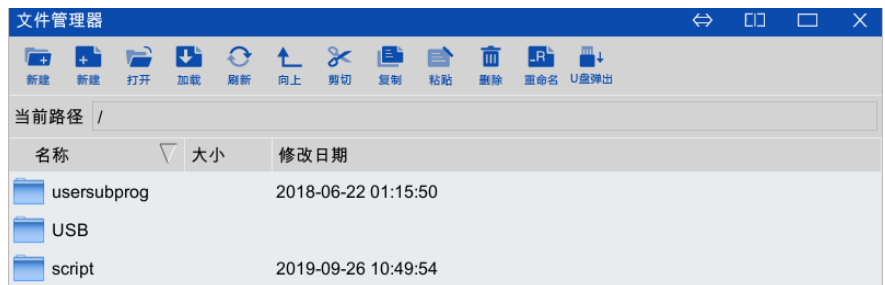 文件管理器
新建 新建 打开 加载 刷新 向上 剪切 复制 粘贴 删除 重命名 U盘弹出
当前路径 /
名称 大小 修改日期
usersubprog 2018-06-22 01:15:50
USB
script 2019-09-26 10:49:54